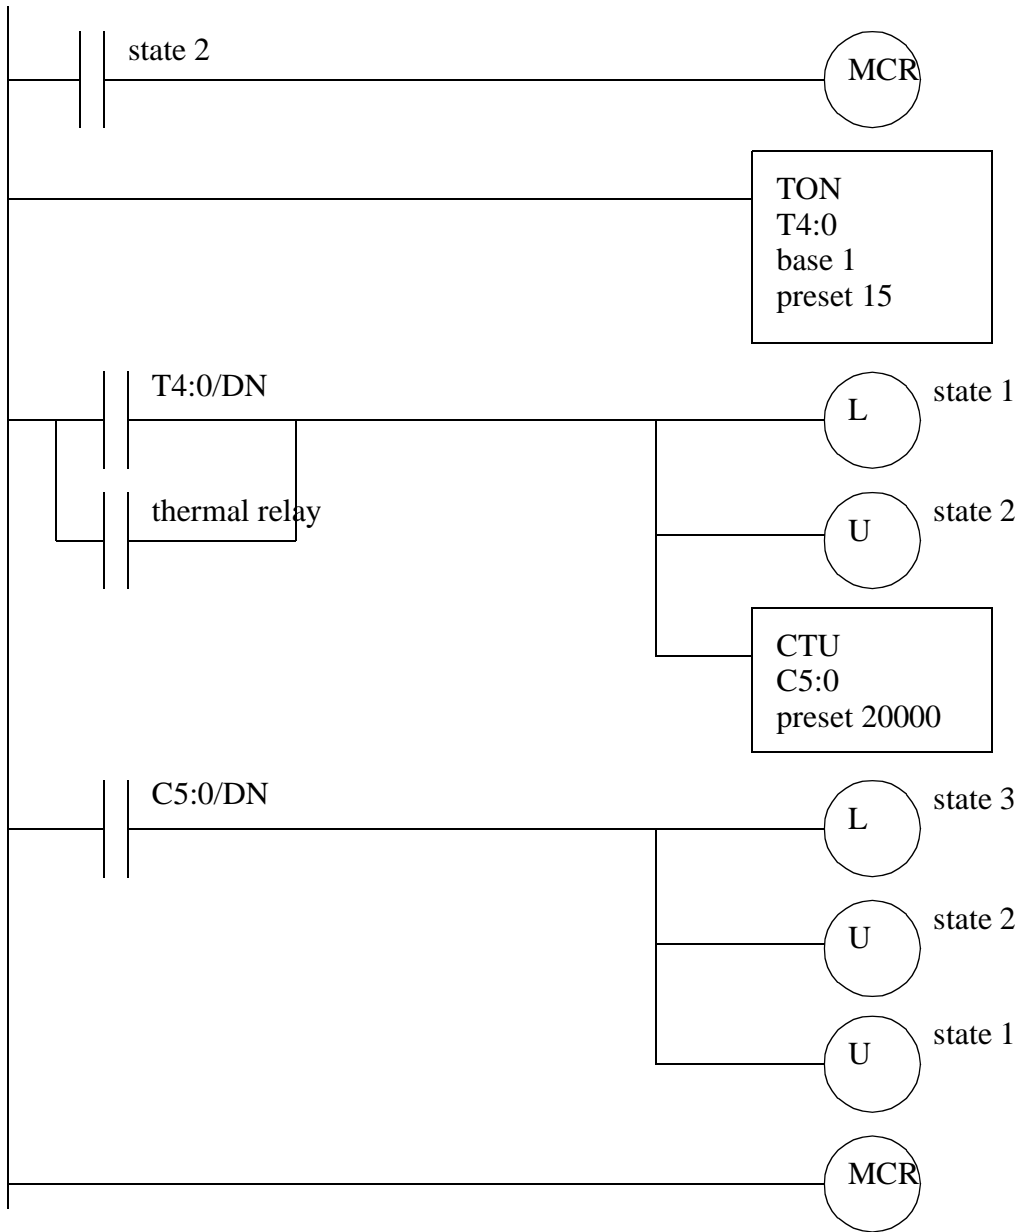 state 2
MCR
TON
T4:0
base 1
preset 15
T4:0/DN
L
state 1
thermal relay
U
state 2
CTU
C5:0
preset 20000
C5:0/DN
L
state 3
U
state 2
U
state 1
MCR